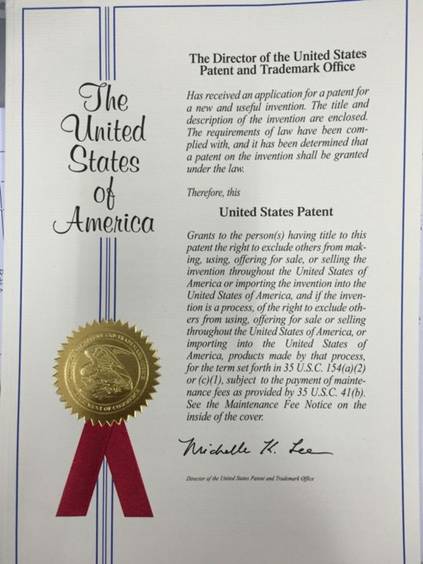 The
United
States
of
America
The Director of the United States
Patent and Trademark Office
Has received an application for a patent for
a new and useful invention. The title and
description of the invention are enclosed.
The requirements of law have been com-
plied with, and it has been determined that
a patent on the invention shall be granted
under the law.
Therefore, this
United States Patent
Grants to the person(s) having title to this
patent the right to exclude others from mak-
ing, using, offering for sale, or selling the
invention throughout the United States of
America or importing the invention into the
United States of America, and if the inven-
tion is a process, of the right to exclude oth-
ers from using, offering for sale or selling
throughout the United States of America, or
importing into the United States of
America, products made by that process,
for the term set forth in 35 U.S.C. 154(a)(2)
or (c)(1), subject to the payment of mainte-
nance fees as provided by 35 U.S.C. 41(b).
See the Maintenance Fee Notice on the
inside of the cover.
Michelle K. Lee
Director of the United States Patent and Trademark Office